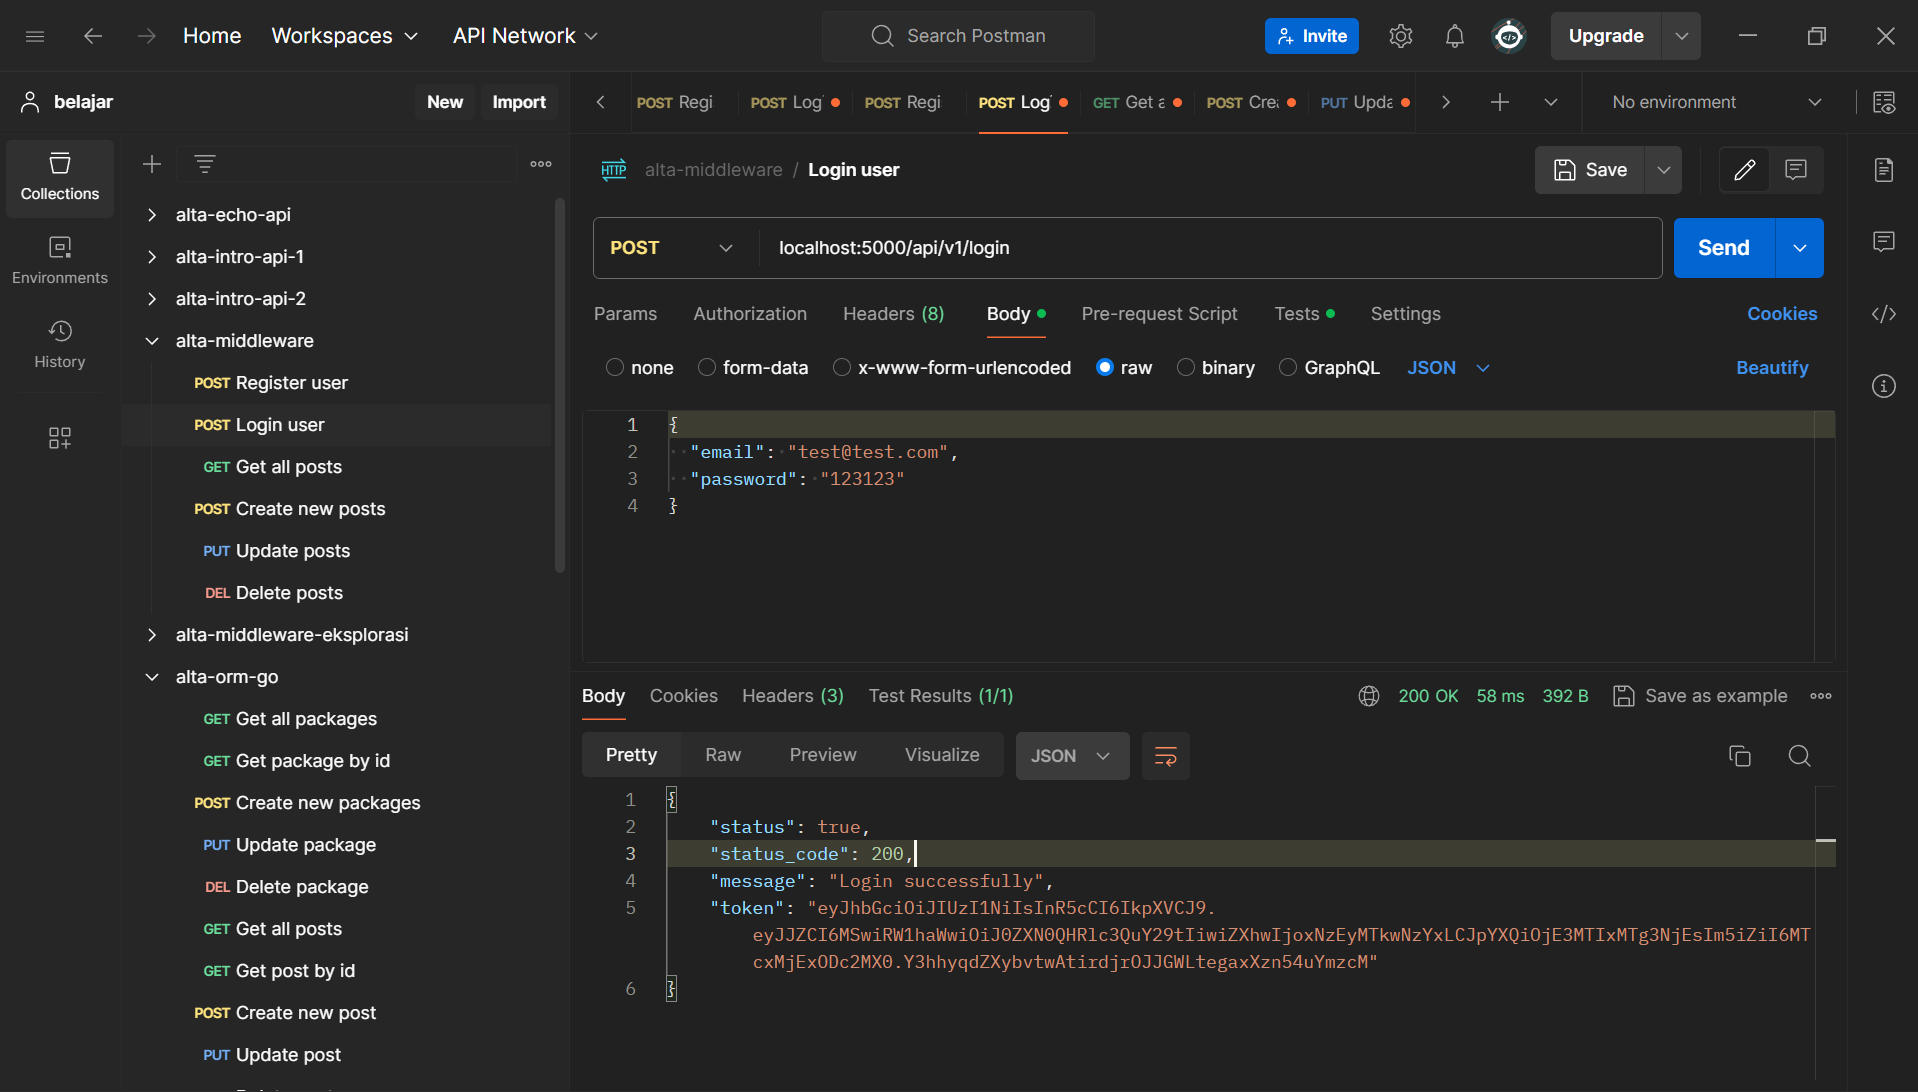 Home
Workspaces
API Network
Search Postman
Invite
Upgrade
belajar
New
Import
POST Regi
POST Log
POST Regi
POST Log
GET Get a
POST Cre
PUT Upda
No environment
Collections
Environments
History
alta-echo-api
alta-intro-api-1
alta-intro-api-2
alta-middleware
POST Register user
POST Login user
GET Get all posts
POST Create new posts
PUT Update posts
DEL Delete posts
alta-middleware-eksplorasi
alta-orm-go
GET Get all packages
GET Get package by id
POST Create new packages
PUT Update package
DEL Delete package
GET Get all posts
GET Get post by id
POST Create new post
PUT Update post
HTTP alta-middleware / Login user
Save
POST
localhost:5000/api/v1/login
Send
Params Authorization Headers (8) Body Pre-request Script Tests Settings
Cookies
none form-data x-www-form-urlencoded raw binary GraphQL JSON
Beautify
1 {
2 "email": "test@test.com",
3 "password": "123123"
4 }
Body Cookies Headers (3) Test Results (1/1)
200 OK 58 ms 392 B Save as example
Pretty Raw Preview Visualize JSON
1 {
2 "status": true,
3 "status_code": 200,
4 "message": "Login successfully",
5 "token": "eyJhbGciOiJIUzI1NiIsInR5cCI6IkpXVCJ9.
eyJJZCI6MSwiRW1haWwiOiJ0ZXN0QHRlc3QuY29tIiwiZXhwIjoxNzEyMTkwNzYxLCJpYXQiOjE3MTIxMTg3NjEsIm5iZiI6MT
cxMjExODc2MX0.Y3hhyqdZXybvtwAtirdjrOJJGWLtegaxXzn54uYmzcM"
6 }